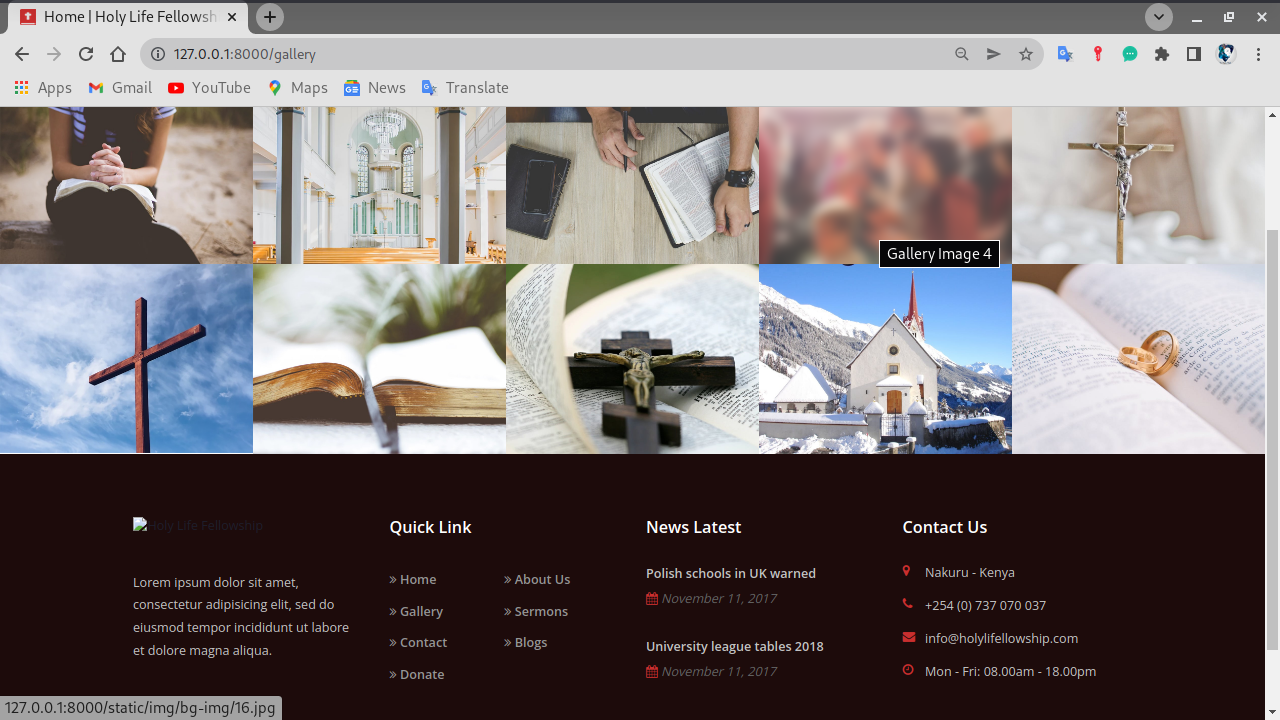 Home | Holy Life Fellowsh
127.0.0.1:8000/gallery
Apps Gmail YouTube Maps News Translate
Gallery Image 4
Holy Life Fellowship
Lorem ipsum dolor sit amet,
consectetur adipisicing elit, sed do
eiusmod tempor incididunt ut labore
et dolore magna aliqua.
Quick Link
» Home » About Us
» Gallery » Sermons
» Contact » Blogs
» Donate
News Latest
Polish schools in UK warned
November 11, 2017
University league tables 2018
November 11, 2017
Contact Us
Nakuru - Kenya
+254 (0) 737 070 037
info@holylifellowship.com
Mon - Fri: 08.00am - 18.00pm
127.0.0.1:8000/static/img/bg-img/16.jpg